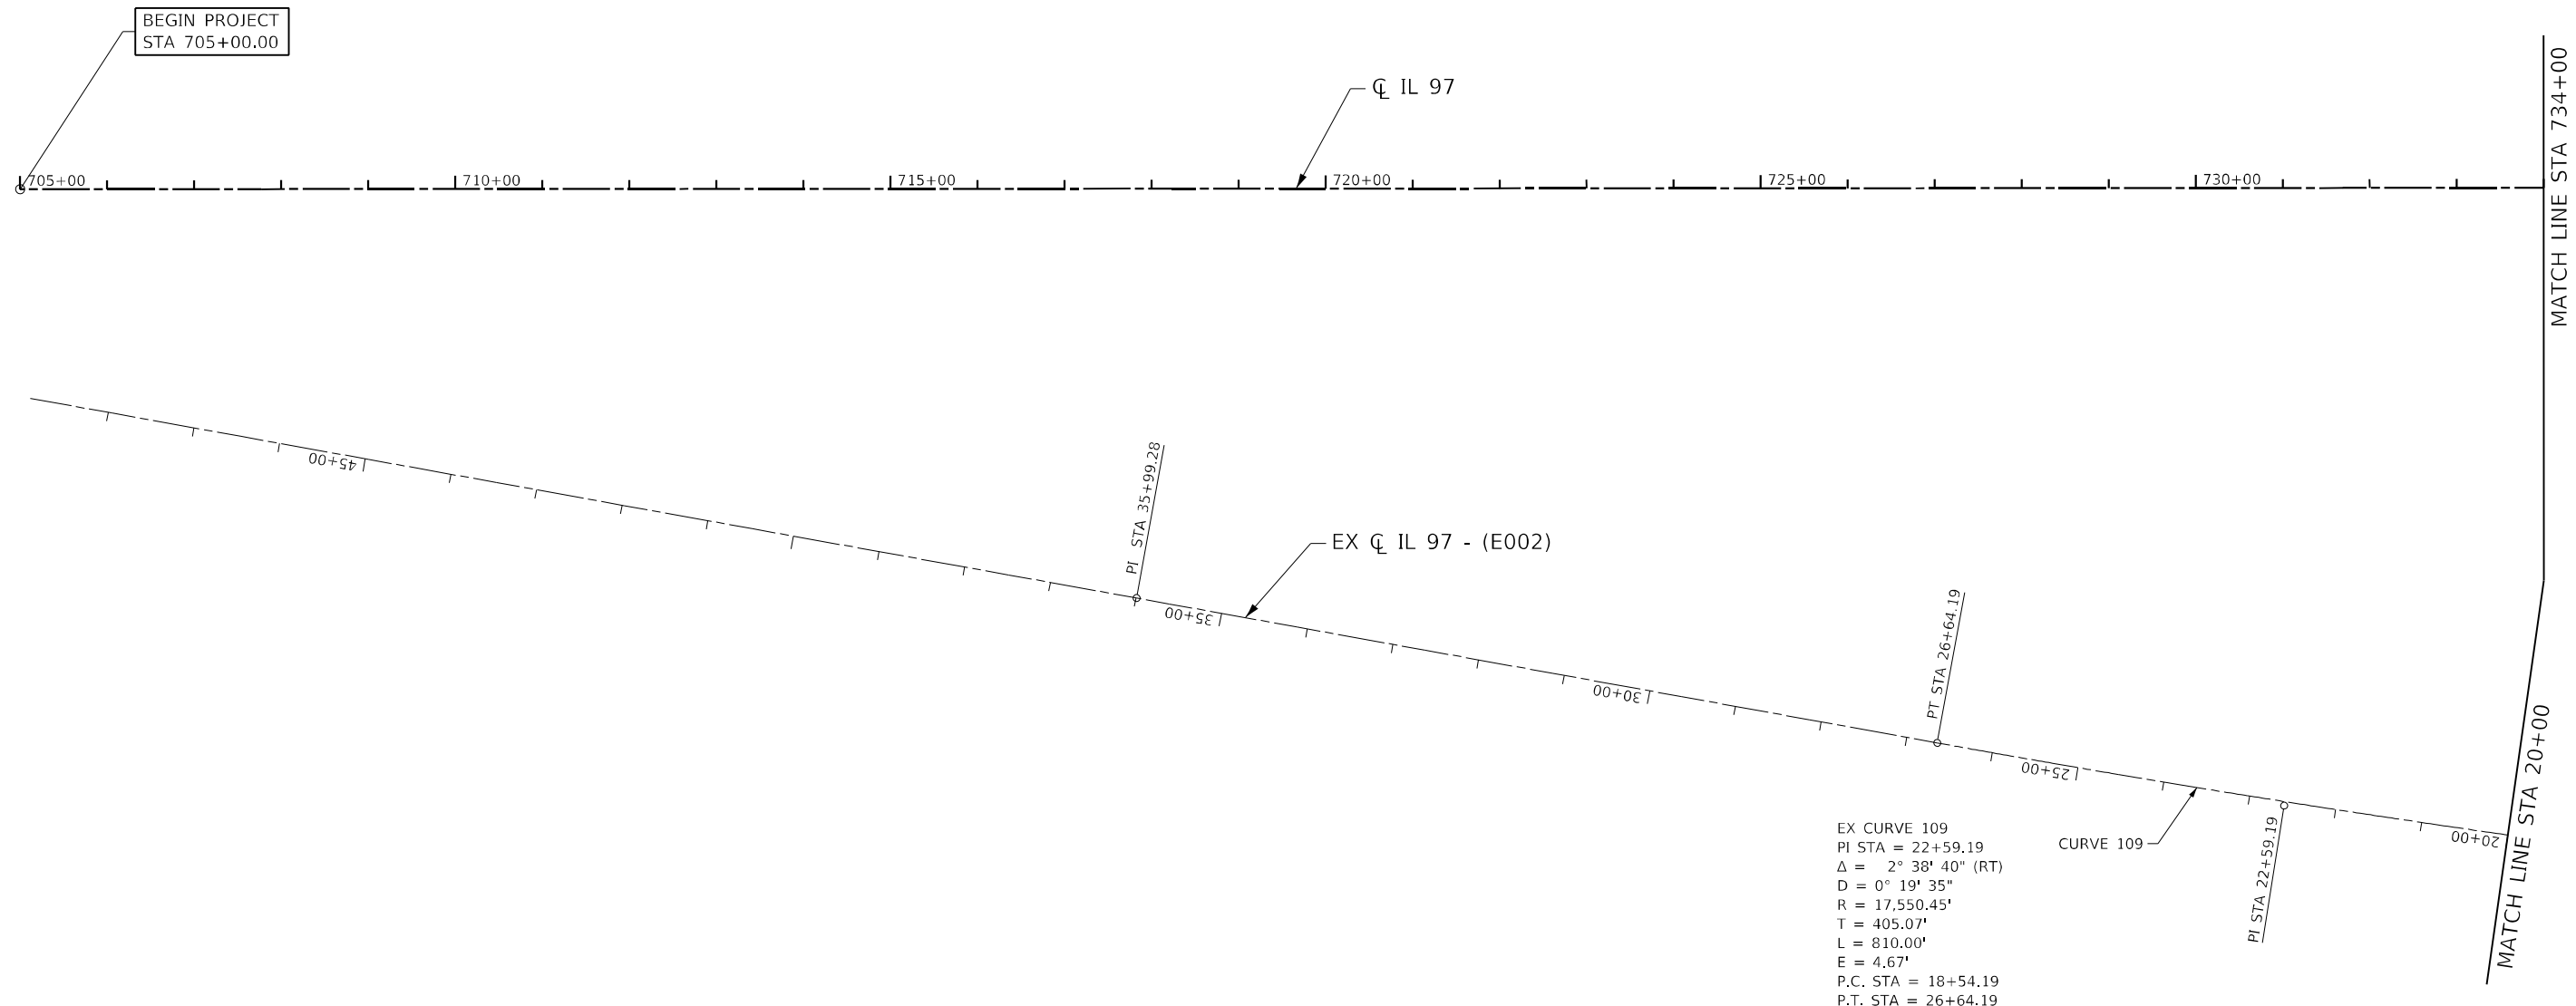 BEGIN PROJECT
STA 705+00.00
℄ IL 97
MATCH LINE STA 734+00
705+00
710+00
715+00
720+00
725+00
730+00
45+00
PI STA 35+99.28
35+00
EX ℄ IL 97 - (E002)
30+00
PT STA 26+64.19
25+00
CURVE 109
PI STA 22+59.19
20+00
MATCH LINE STA 20+00
EX CURVE 109
PI STA = 22+59.19
Δ = 2° 38' 40" (RT)
D = 0° 19' 35"
R = 17,550.45'
T = 405.07'
L = 810.00'
E = 4.67'
P.C. STA = 18+54.19
P.T. STA = 26+64.19